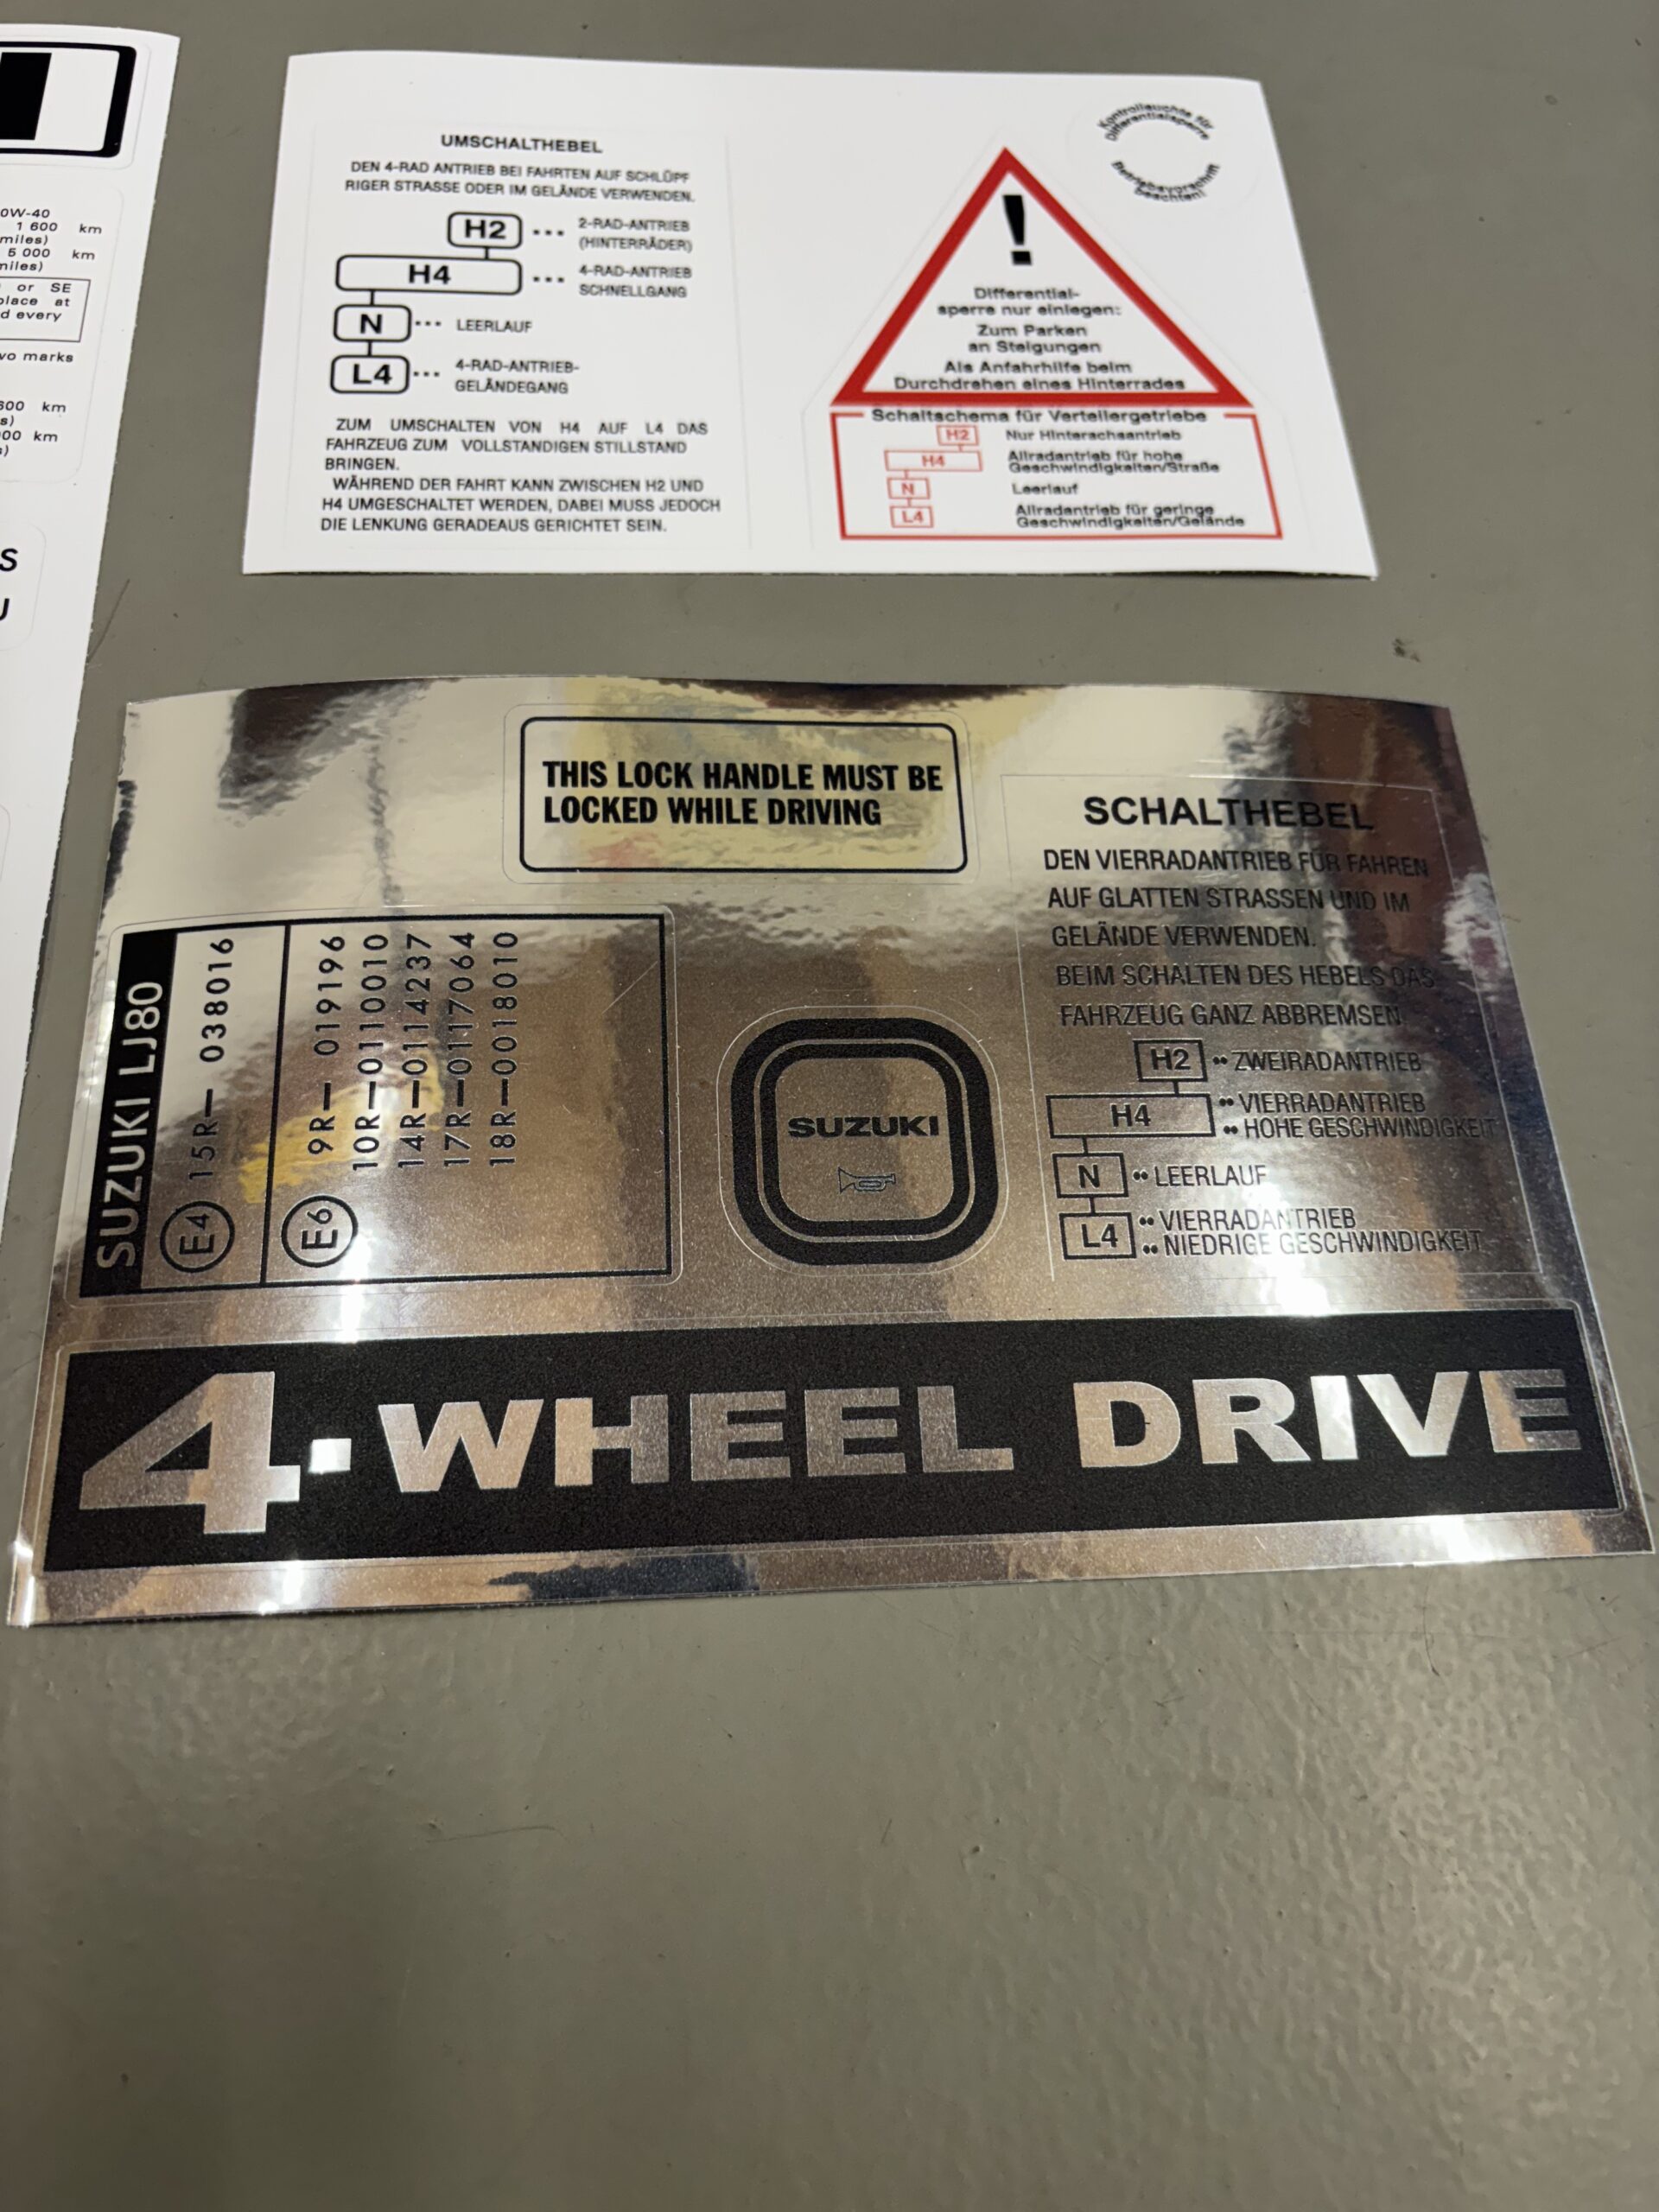 0W-40
1 600 km
miles)
5 000 km
miles)
or SE
place at
d every
wo marks
600 km
s)
000 km
S
UMSCHALTHEBEL
DEN 4-RAD ANTRIEB BEI FAHRTEN AUF SCHLÜPF
RIGER STRASSE ODER IM GELÄNDE VERWENDEN.
H2 ••• 2-RAD-ANTRIEB
(HINTERRÄDER)
H4 ••• 4-RAD-ANTRIEB
SCHNELLGANG
N ••• LEERLAUF
L4 ••• 4-RAD-ANTRIEB-
GELÄNDEGANG
ZUM UMSCHALTEN VON H4 AUF L4 DAS
FAHRZEUG ZUM VOLLSTANDIGEN STILLSTAND
BRINGEN.
WÄHREND DER FAHRT KANN ZWISCHEN H2 UND
H4 UMGESCHALTET WERDEN, DABEI MUSS JEDOCH
DIE LENKUNG GERADEAUS GERICHTET SEIN.
Kontrolleuchte für
Differentialsperre
Betriebsvorschrift
beachten!
!
Differential-
sperre nur einlegen:
Zum Parken
an Steigungen
Als Anfahrhilfe beim
Durchdrehen eines Hinterrades
Schaltschema für Verteilergetriebe
H2 Nur Hinterachsantrieb
H4 Allradantrieb für hohe
Geschwindigkeiten/Straße
N Leerlauf
L4 Allradantrieb für geringe
Geschwindigkeiten/Gelände
THIS LOCK HANDLE MUST BE
LOCKED WHILE DRIVING
SUZUKI LJ80
E4 15R— 038016
E6 9R— 019196
10R—0110010
14R—0114237
17R—0117064
18R—0018010
SUZUKI
SCHALTHEBEL
DEN VIERRADANTRIEB FÜR FAHREN
AUF GLATTEN STRASSEN UND IM
GELÄNDE VERWENDEN.
BEIM SCHALTEN DES HEBELS DAS
FAHRZEUG GANZ ABBREMSEN
H2 •• ZWEIRADANTRIEB
H4 •• VIERRADANTRIEB
•• HOHE GESCHWINDIGKEIT
N •• LEERLAUF
L4 •• VIERRADANTRIEB
•• NIEDRIGE GESCHWINDIGKEIT
4-WHEEL DRIVE